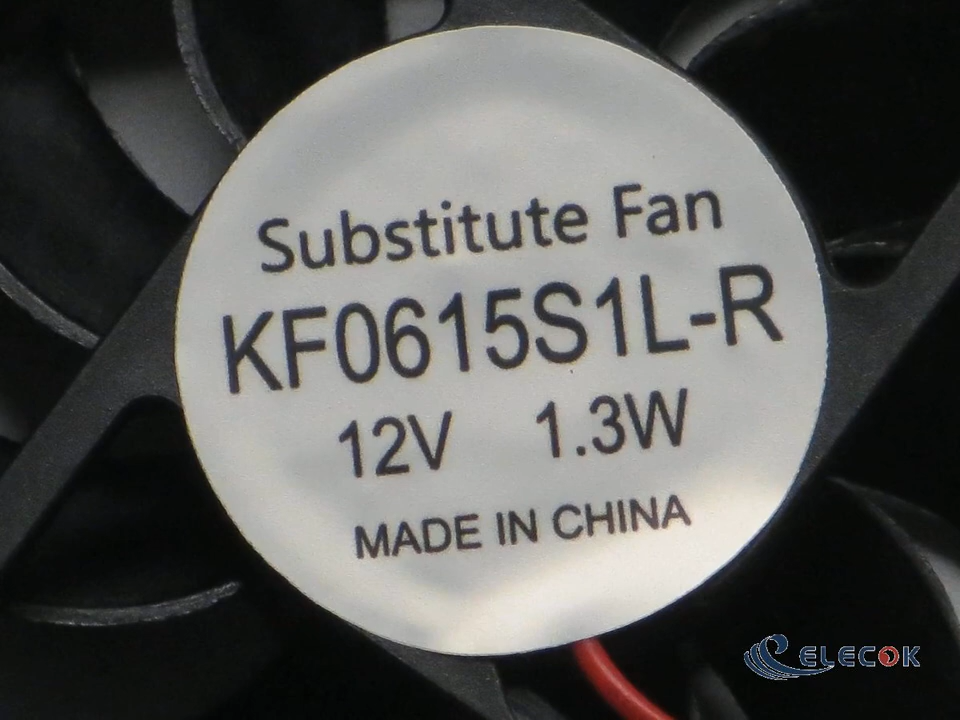 Substitute Fan
KF0615S1L-R
12V 1.3W
MADE IN CHINA
ELECOK